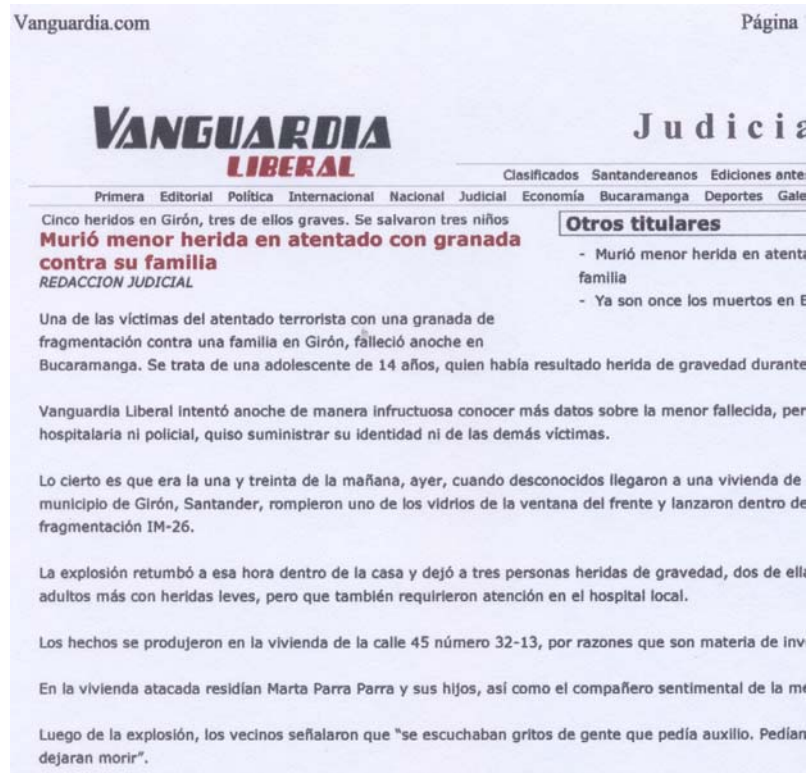 Vanguardia.com
Página
VANGUARDIA
LIBERAL
Judicia
Clasificados Santandereanos Ediciones ante
Primera Editorial Política Internacional Nacional Judicial Economía Bucaramanga Deportes Gale
Cinco heridos en Girón, tres de ellos graves. Se salvaron tres niños
Murió menor herida en atentado con granada
contra su familia
REDACCION JUDICIAL
Otros titulares
- Murió menor herida en atenta
familia
- Ya son once los muertos en B
Una de las víctimas del atentado terrorista con una granada de
fragmentación contra una familia en Girón, falleció anoche en
Bucaramanga. Se trata de una adolescente de 14 años, quien había resultado herida de gravedad durante
Vanguardia Liberal intentó anoche de manera infructuosa conocer más datos sobre la menor fallecida, per
hospitalaria ni policial, quiso suministrar su identidad ni de las demás víctimas.
Lo cierto es que era la una y treinta de la mañana, ayer, cuando desconocidos llegaron a una vivienda de
municipio de Girón, Santander, rompieron uno de los vidrios de la ventana del frente y lanzaron dentro de
fragmentación IM-26.
La explosión retumbó a esa hora dentro de la casa y dejó a tres personas heridas de gravedad, dos de ella
adultos más con heridas leves, pero que también requirieron atención en el hospital local.
Los hechos se produjeron en la vivienda de la calle 45 número 32-13, por razones que son materia de inv
En la vivienda atacada residían Marta Parra Parra y sus hijos, así como el compañero sentimental de la me
Luego de la explosión, los vecinos señalaron que "se escuchaban gritos de gente que pedía auxilio. Pedían
dejaran morir".